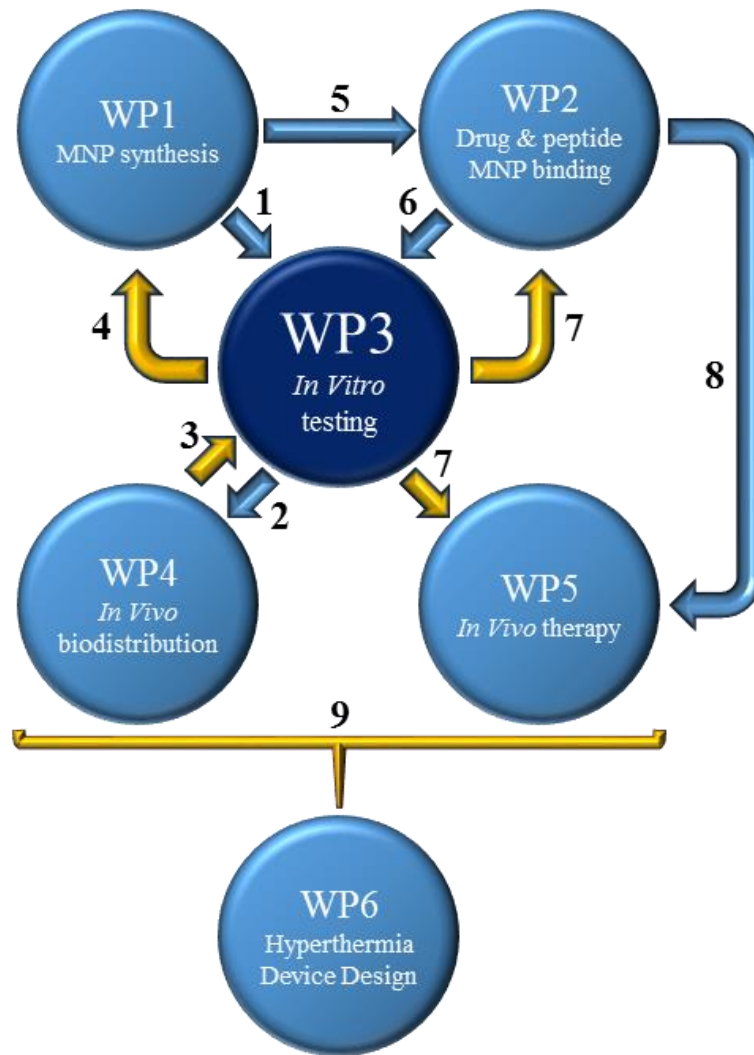 WP1
MNP synthesis
5
WP2
Drug & peptide
MNP binding
1
6
4
WP3
In Vitro
testing
7
8
3
2
7
WP4
In Vivo
biodistribution
WP5
In Vivo therapy
9
WP6
Hyperthermia
Device Design